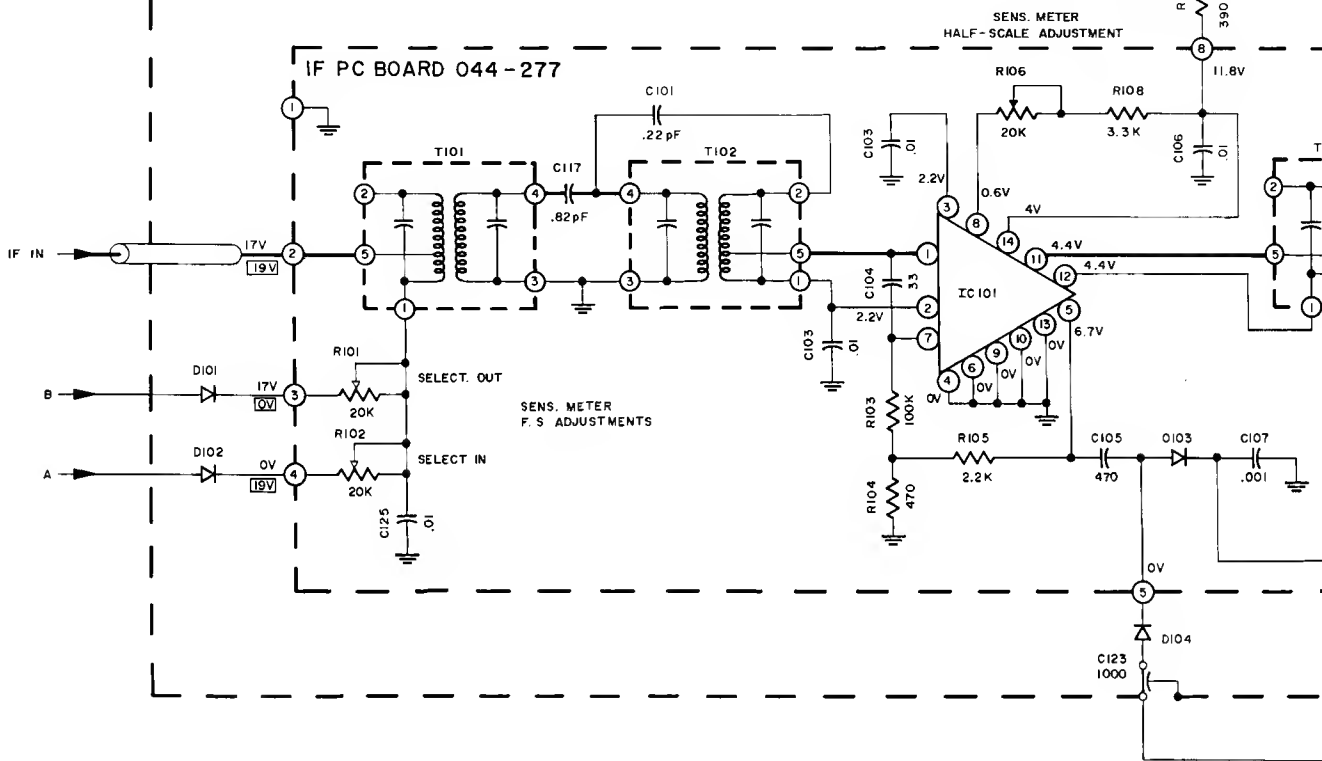 R
390
SENS. METER
HALF-SCALE ADJUSTMENT
8
11.8V
IF PC BOARD 044-277
1
R106
20K
R108
3.3K
C106
.01
C101
.22pF
C103
.01
2.2V
0.6V
4V
T101
C117
.82pF
T102
T
2
4
4
2
2
3
8
14
11
4.4V
12
4.4V
IF IN
17V
19V
2
5
5
1
5
3
3
1
1
C104
33
IC101
2
2.2V
7
5
6.7V
13
0V
10
0V
9
0V
6
0V
4
0V
1
1
C103
.01
R101
20K
SELECT. OUT
D101
B
17V
0V
3
SENS. METER
F. S ADJUSTMENTS
R103
100K
R102
20K
SELECT IN
D102
A
0V
19V
4
R105
2.2K
C105
470
D103
C107
.001
R104
470
C125
.01
0V
5
D104
C123
1000